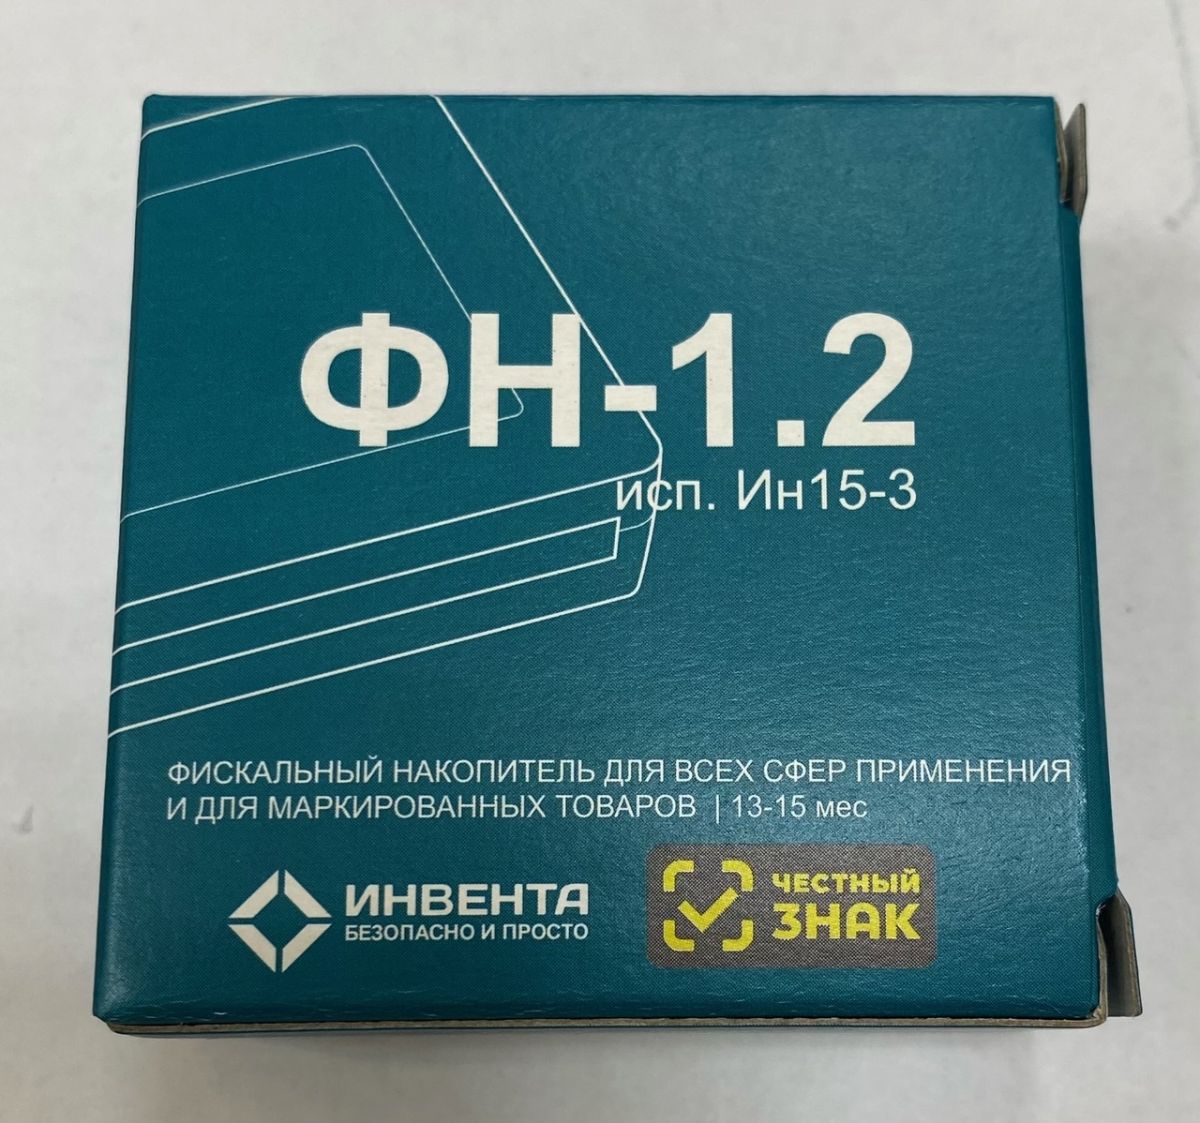 ФН-1.2
исп. Ин15-3
ФИСКАЛЬНЫЙ НАКОПИТЕЛЬ ДЛЯ ВСЕХ СФЕР ПРИМЕНЕНИЯ
И ДЛЯ МАРКИРОВАННЫХ ТОВАРОВ | 13-15 мес
ИНВЕНТА
БЕЗОПАСНО И ПРОСТО
ЧЕСТНЫЙ
ЗНАК